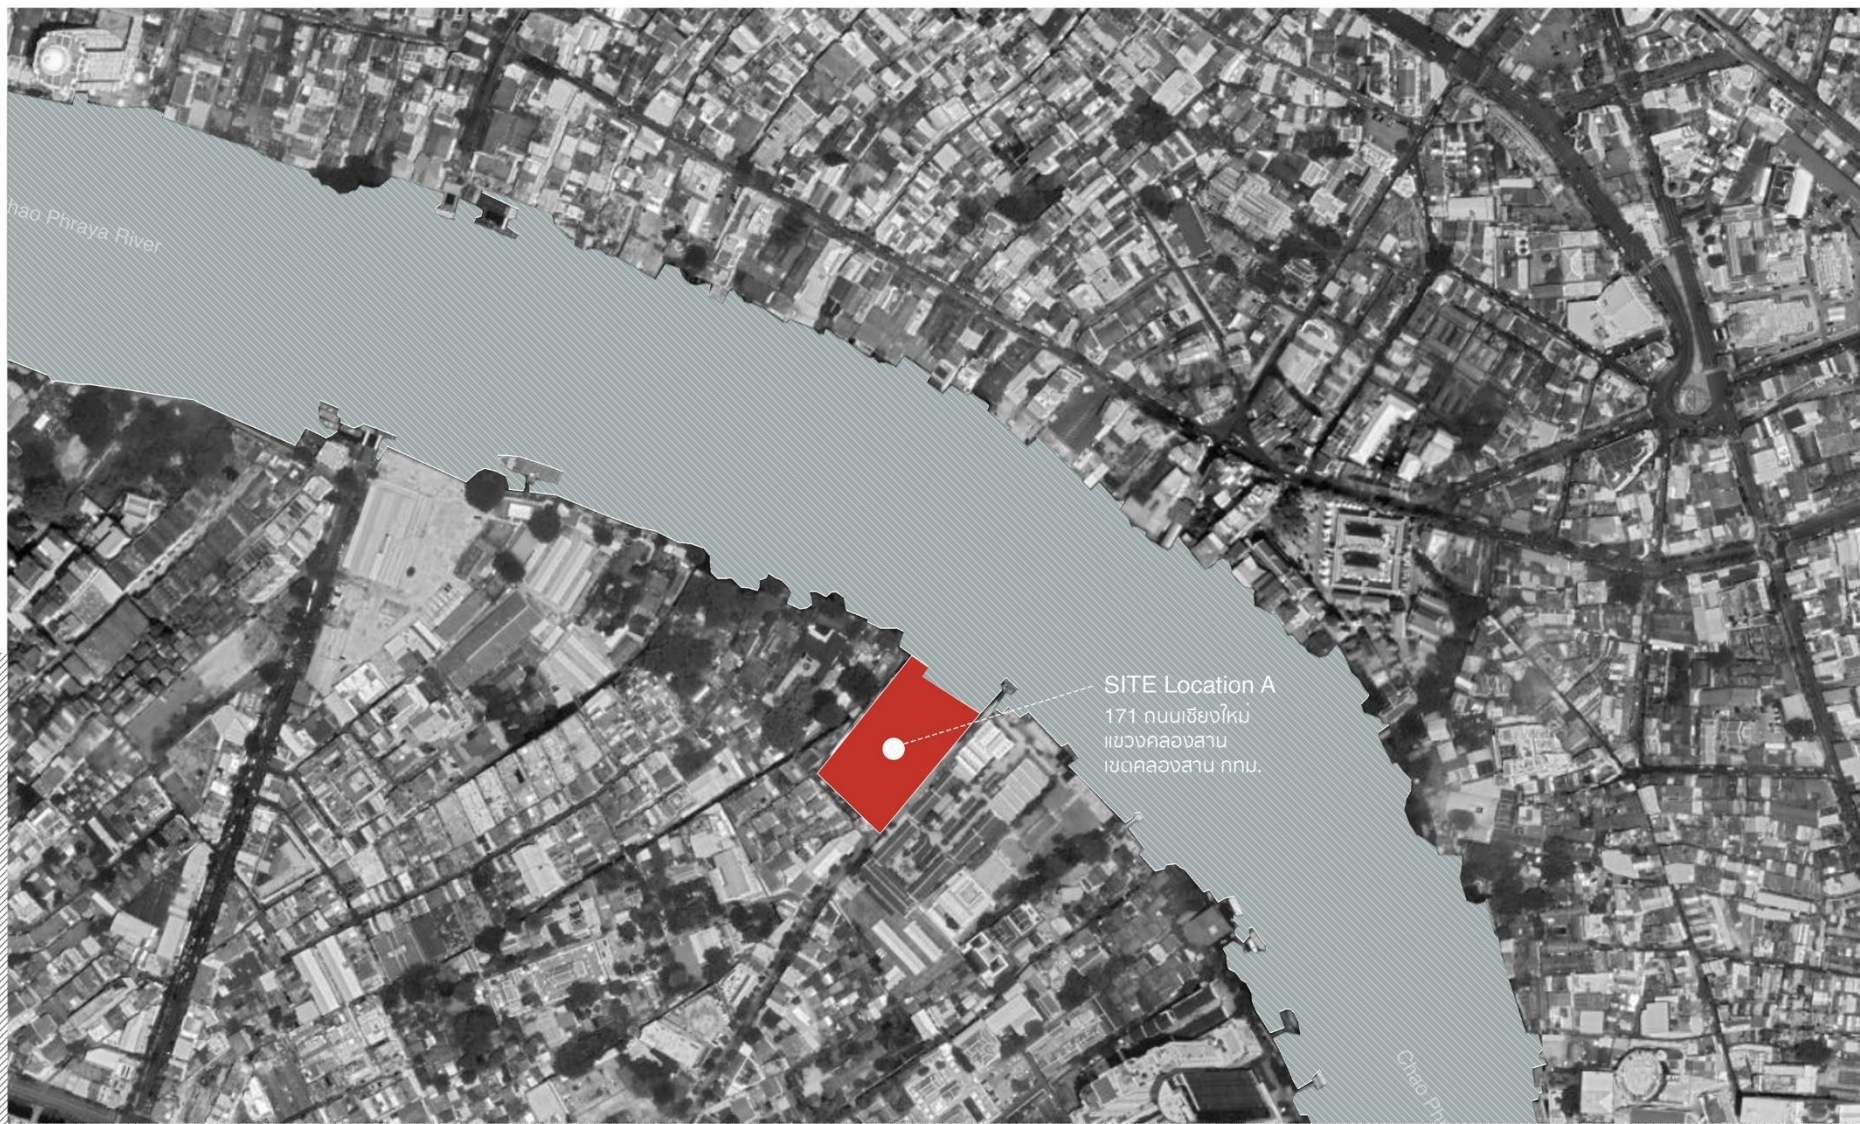 hao Phraya River
SITE Location A
171 ถนนเชียงใหม่
แขวงคลองสาน
เขตคลองสาน กทม.
Chao Ph